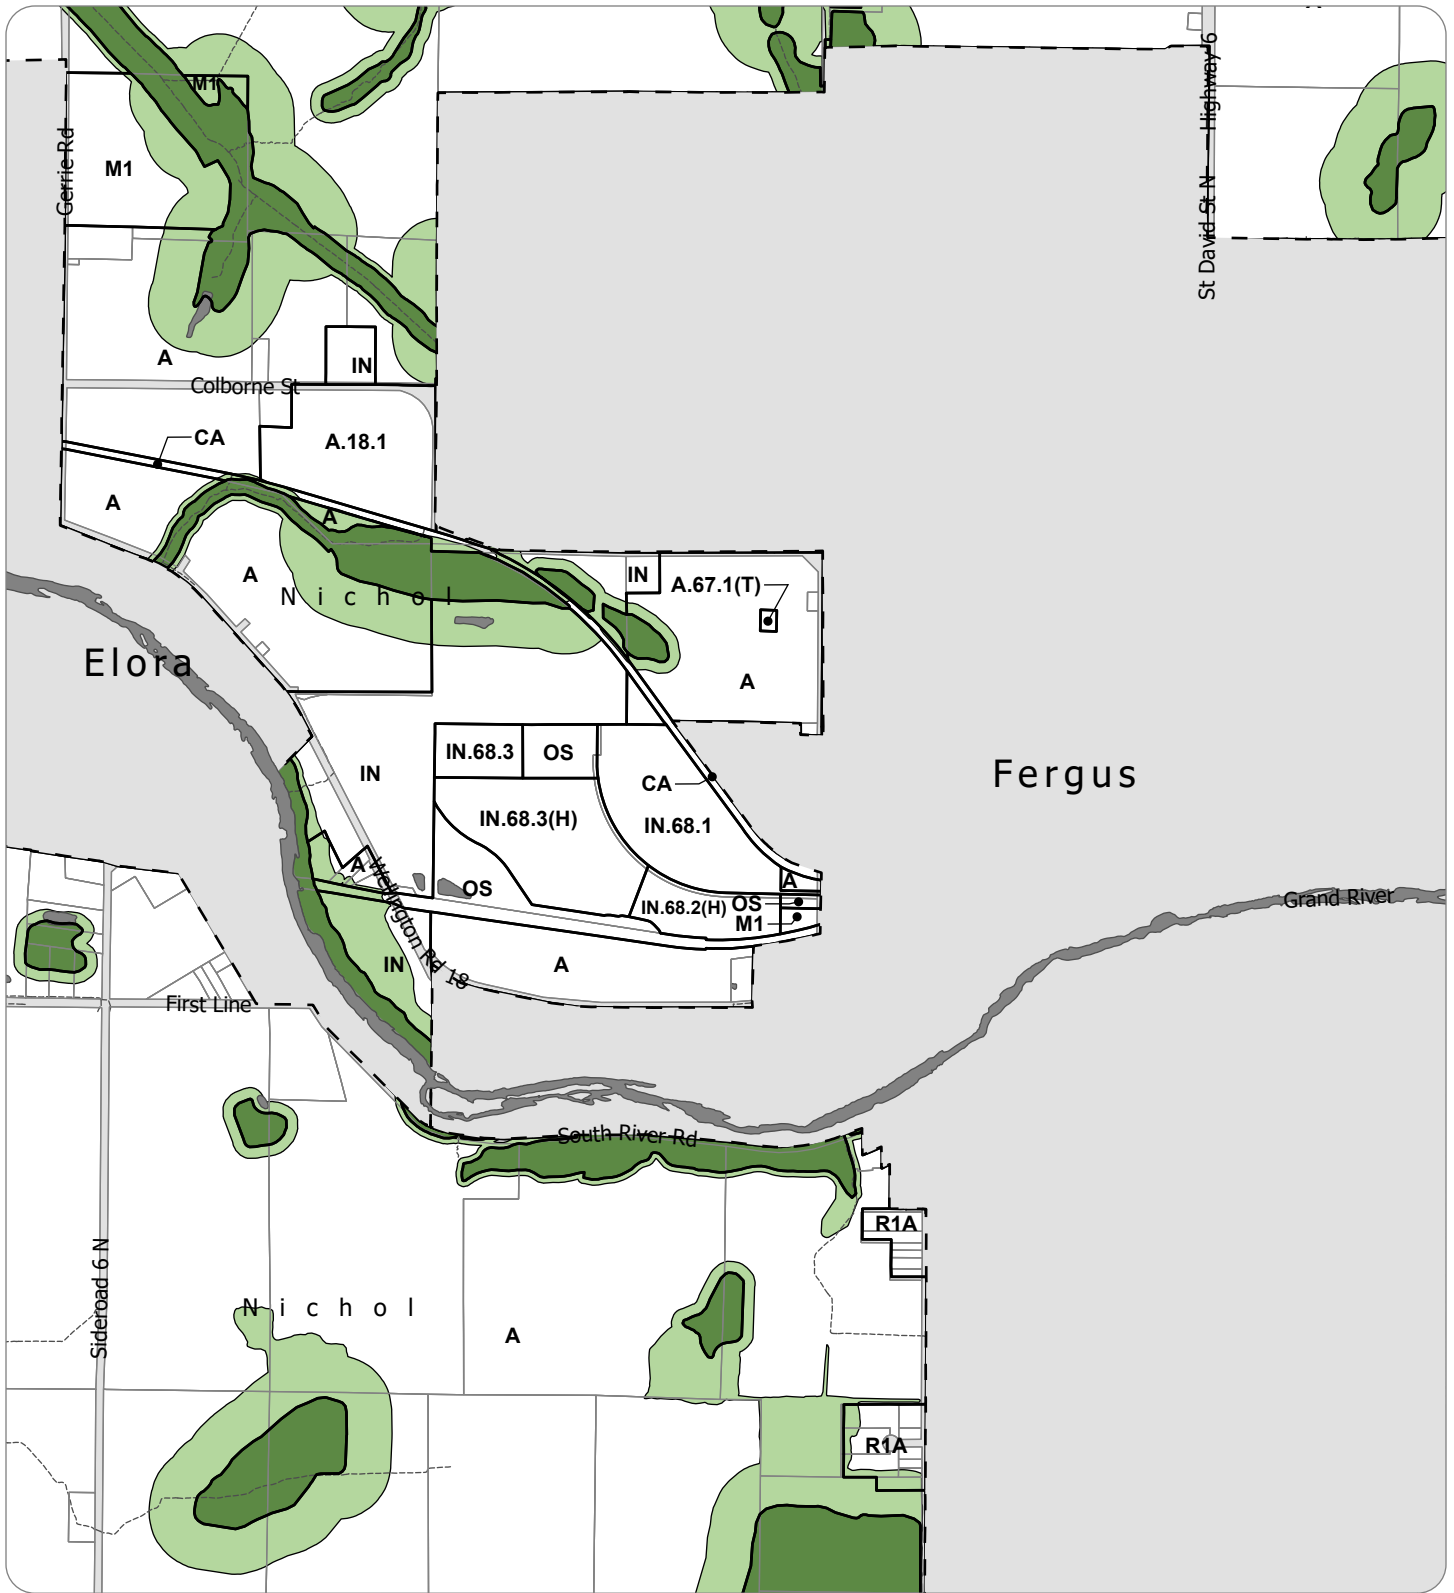 M1
Highway 6
Gerrie Rd
M1
St David St N
A
IN
Colborne St
CA
A.18.1
A
A
A
IN
A.67.1(T)
Nichol
Elora
A
IN.68.3
OS
IN
CA
Fergus
IN.68.3(H)
IN.68.1
A
OS
A
IN.68.2(H)
OS
M1
Grand River
Wellington Rd 18
IN
A
First Line
South River Rd
R1A
Sideroad 6 N
Nichol
A
R1A